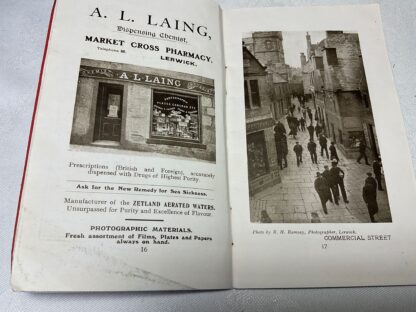 A. L. LAING,
Dispensing Chemist,
MARKET CROSS PHARMACY,
Telephone 28. LERWICK.
A·L·LAING
Prescriptions (British and Foreign), accurately
dispensed with Drugs of Highest Purity
Ask for the New Remedy for Sea Sickness.
Manufacturer of the ZETLAND AERATED WATERS.
Unsurpassed for Purity and Excellence of Flavour.
PHOTOGRAPHIC MATERIALS.
Fresh assortment of Films, Plates and Papers
always on hand.
16
Photo by R. H. Ramsay, Photographer, Lerwick.
COMMERCIAL STREET
17